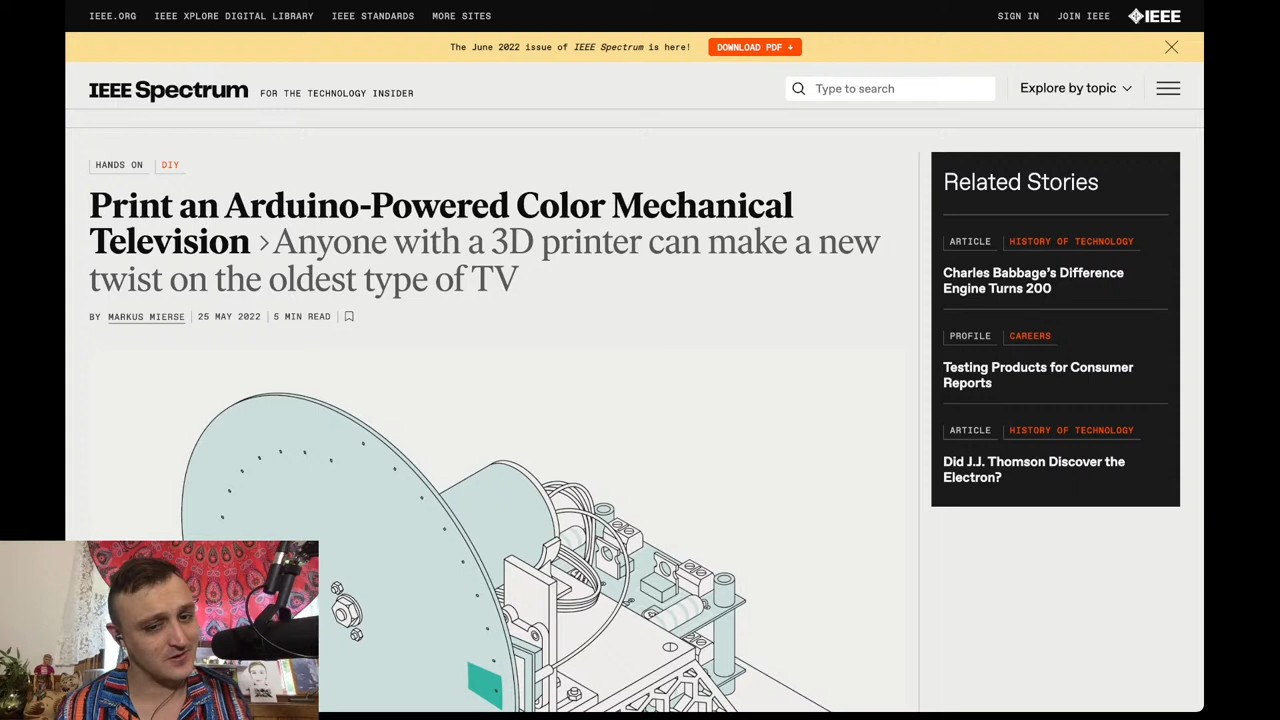 IEEE.ORG IEEE XPLORE DIGITAL LIBRARY IEEE STANDARDS MORE SITES SIGN IN JOIN IEEE IEEE
The June 2022 issue of IEEE Spectrum is here! DOWNLOAD PDF ↓
IEEE Spectrum FOR THE TECHNOLOGY INSIDER Type to search Explore by topic
HANDS ON DIY
Print an Arduino-Powered Color Mechanical
Television > Anyone with a 3D printer can make a new
twist on the oldest type of TV
BY MARKUS MIERSE 25 MAY 2022 5 MIN READ
Related Stories
ARTICLE HISTORY OF TECHNOLOGY
Charles Babbage's Difference
Engine Turns 200
PROFILE CAREERS
Testing Products for Consumer
Reports
ARTICLE HISTORY OF TECHNOLOGY
Did J.J. Thomson Discover the
Electron?